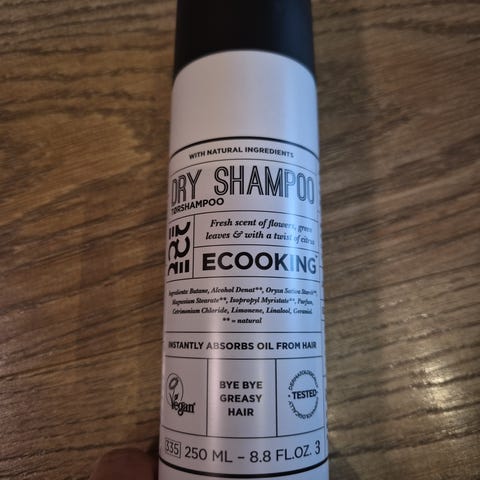 WITH NATURAL INGREDIENTS
DRY SHAMPOO
TØRSHAMPOO
Fresh scent of flowers, green
leaves & with a twist of citrus
ECOOKING
Ingredients: Butane, Alcohol Denat**, Oryza Sativa Starch**,
Magnesium Stearate**, Isopropyl Myristate**, Parfum,
Cetrimonium Chloride, Limonene, Linalool, Geraniol
** = natural
INSTANTLY ABSORBS OIL FROM HAIR
Vegan
BYE BYE
GREASY
HAIR
DERMATOLOGICALLY
TESTED
DERMATOLOGICALLY
335 250 ML – 8.8 FL.OZ. 3